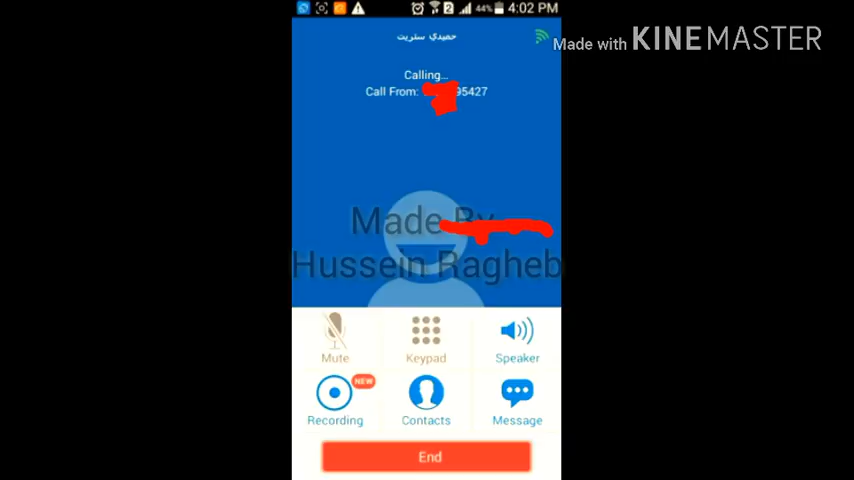 44% 4:02 PM
حميدي ستريت
Made with KINEMASTER
Calling...
Call From: 95427
Made By
Hussein Ragheb
Mute Keypad Speaker
NEW
Recording Contacts Message
End